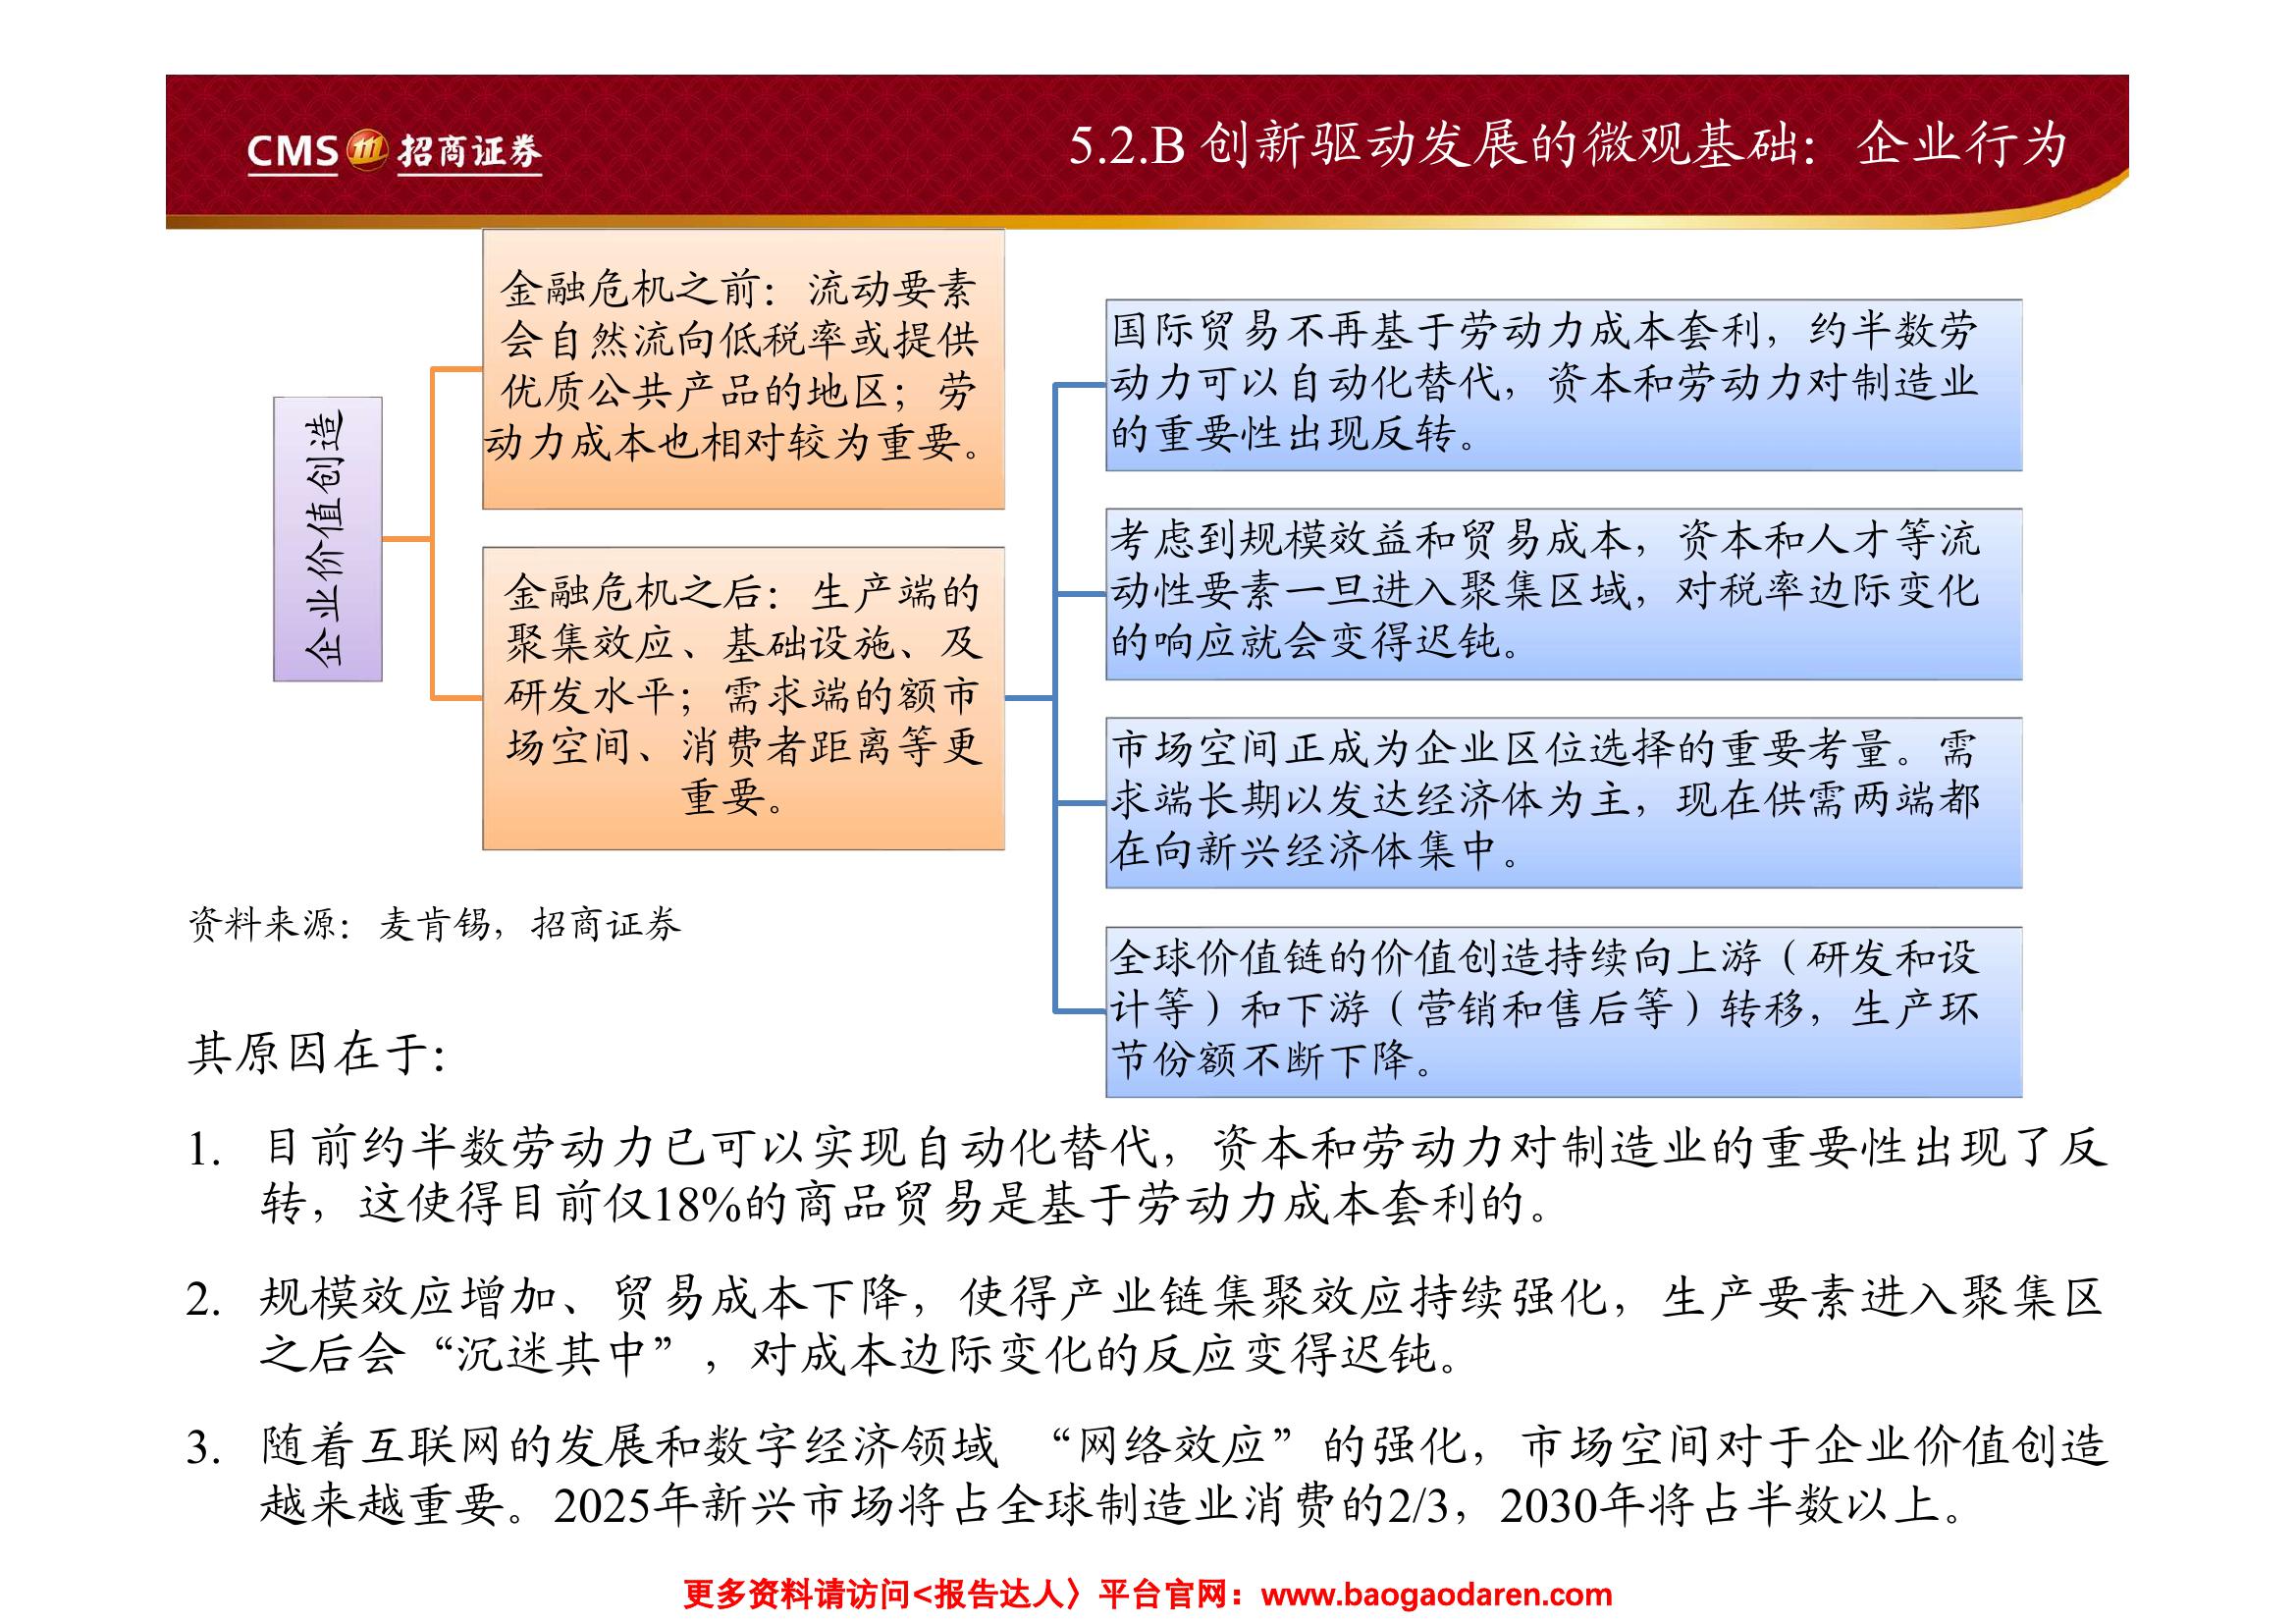 CMS 招商证券
5.2.B 创新驱动发展的微观基础：企业行为
企业价值创造
金融危机之前：流动要素
会自然流向低税率或提供
优质公共产品的地区；劳
动力成本也相对较为重要。
金融危机之后：生产端的
聚集效应、基础设施、及
研发水平；需求端的额市
场空间、消费者距离等更
重要。
国际贸易不再基于劳动力成本套利，约半数劳
动力可以自动化替代，资本和劳动力对制造业
的重要性出现反转。
考虑到规模效益和贸易成本，资本和人才等流
动性要素一旦进入聚集区域，对税率边际变化
的响应就会变得迟钝。
市场空间正成为企业区位选择的重要考量。需
求端长期以发达经济体为主，现在供需两端都
在向新兴经济体集中。
全球价值链的价值创造持续向上游（研发和设
计等）和下游（营销和售后等）转移，生产环
节份额不断下降。
资料来源：麦肯锡，招商证券
其原因在于：
1. 目前约半数劳动力已可以实现自动化替代，资本和劳动力对制造业的重要性出现了反
转，这使得目前仅18%的商品贸易是基于劳动力成本套利的。
2. 规模效应增加、贸易成本下降，使得产业链集聚效应持续强化，生产要素进入聚集区
之后会“沉迷其中”，对成本边际变化的反应变得迟钝。
3. 随着互联网的发展和数字经济领域 “网络效应”的强化，市场空间对于企业价值创造
越来越重要。2025年新兴市场将占全球制造业消费的2/3，2030年将占半数以上。
更多资料请访问<报告达人〉平台官网：www.baogaodaren.com